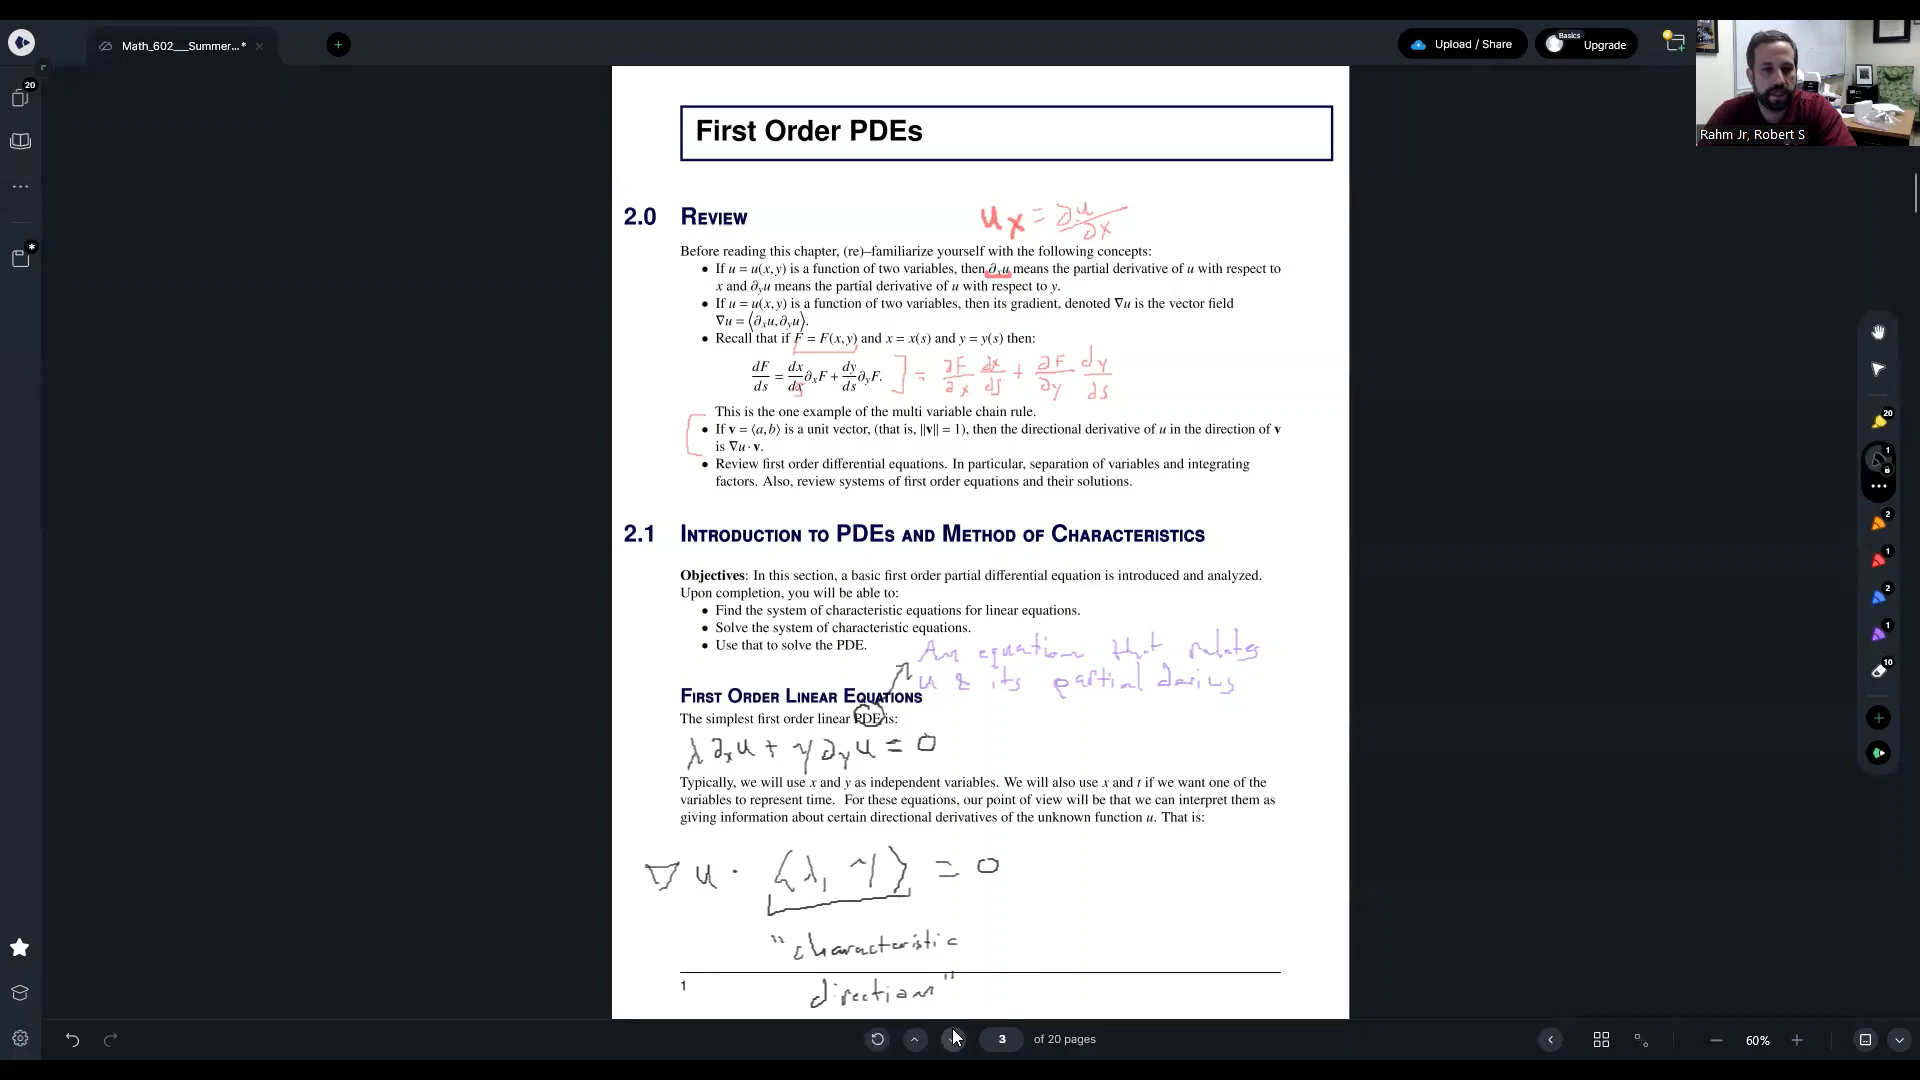 Math_602___Summer...*
Upload / Share
Basics
Upgrade
Rahm Jr, Robert S
20
*
First Order PDEs
2.0 REVIEW
u_x = ∂u/∂x
Before reading this chapter, (re)–familiarize yourself with the following concepts:
• If u = u(x,y) is a function of two variables, then ∂_x u means the partial derivative of u with respect to
x and ∂_y u means the partial derivative of u with respect to y.
• If u = u(x,y) is a function of two variables, then its gradient, denoted ∇u is the vector field
∇u = ⟨∂_x u, ∂_y u⟩.
• Recall that if F = F(x,y) and x = x(s) and y = y(s) then:
dF/ds = dx/ds ∂_x F + dy/ds ∂_y F. ] = ∂F/∂x dx/ds + ∂F/∂y dy/ds
This is the one example of the multi variable chain rule.
• If v = ⟨a,b⟩ is a unit vector, (that is, ||v|| = 1), then the directional derivative of u in the direction of v
is ∇u · v.
• Review first order differential equations. In particular, separation of variables and integrating
factors. Also, review systems of first order equations and their solutions.
2.1 INTRODUCTION TO PDES AND METHOD OF CHARACTERISTICS
Objectives: In this section, a basic first order partial differential equation is introduced and analyzed.
Upon completion, you will be able to:
• Find the system of characteristic equations for linear equations.
• Solve the system of characteristic equations.
• Use that to solve the PDE.
An equation that relates
u & its partial derivs
FIRST ORDER LINEAR EQUATIONS
The simplest first order linear PDE is:
λ ∂_x u + η ∂_y u = 0
Typically, we will use x and y as independent variables. We will also use x and t if we want one of the
variables to represent time. For these equations, our point of view will be that we can interpret them as
giving information about certain directional derivatives of the unknown function u. That is:
∇u · ⟨λ, η⟩ = 0
"characteristic
direction"
1
20
1
2
1
2
1
10
3 of 20 pages
60%